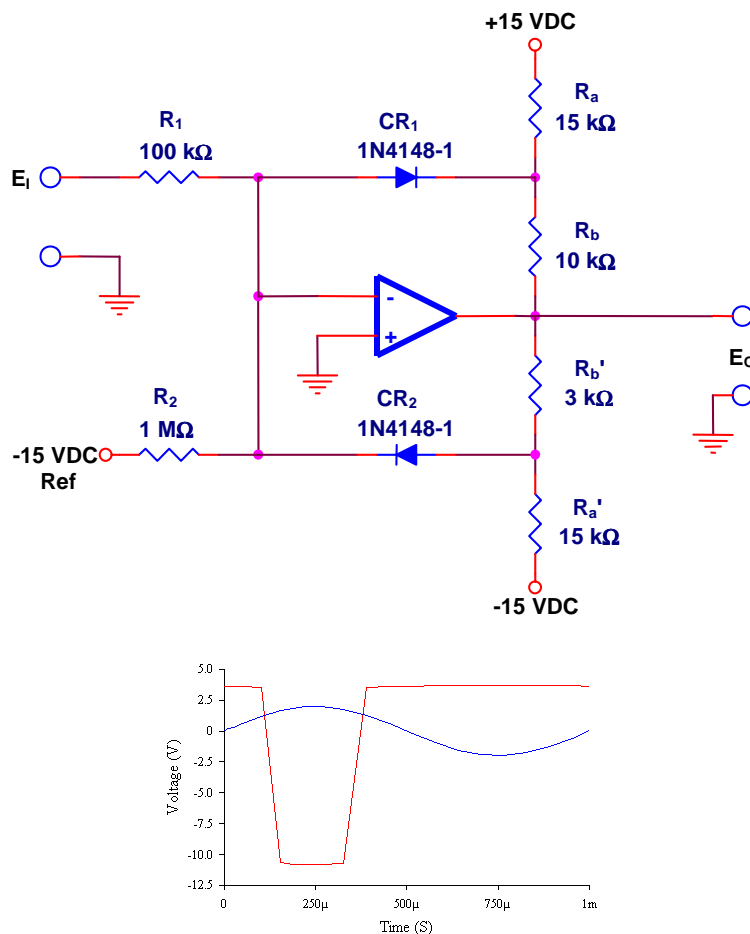 +15 VDC
Ra
15 kΩ
R1
100 kΩ
CR1
1N4148-1
EI
Rb
10 kΩ
-
+
EO
Rb'
3 kΩ
R2
1 MΩ
CR2
1N4148-1
-15 VDC
Ref
Ra'
15 kΩ
-15 VDC
5.0
2.5
0
-2.5
-5.0
-7.5
-10.0
-12.5
Voltage (V)
0
250µ
500µ
750µ
1m
Time (S)